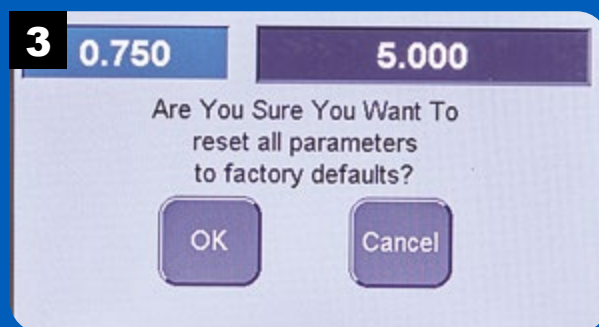 3
0.750 5.000
Are You Sure You Want To
reset all parameters
to factory defaults?
OK Cancel